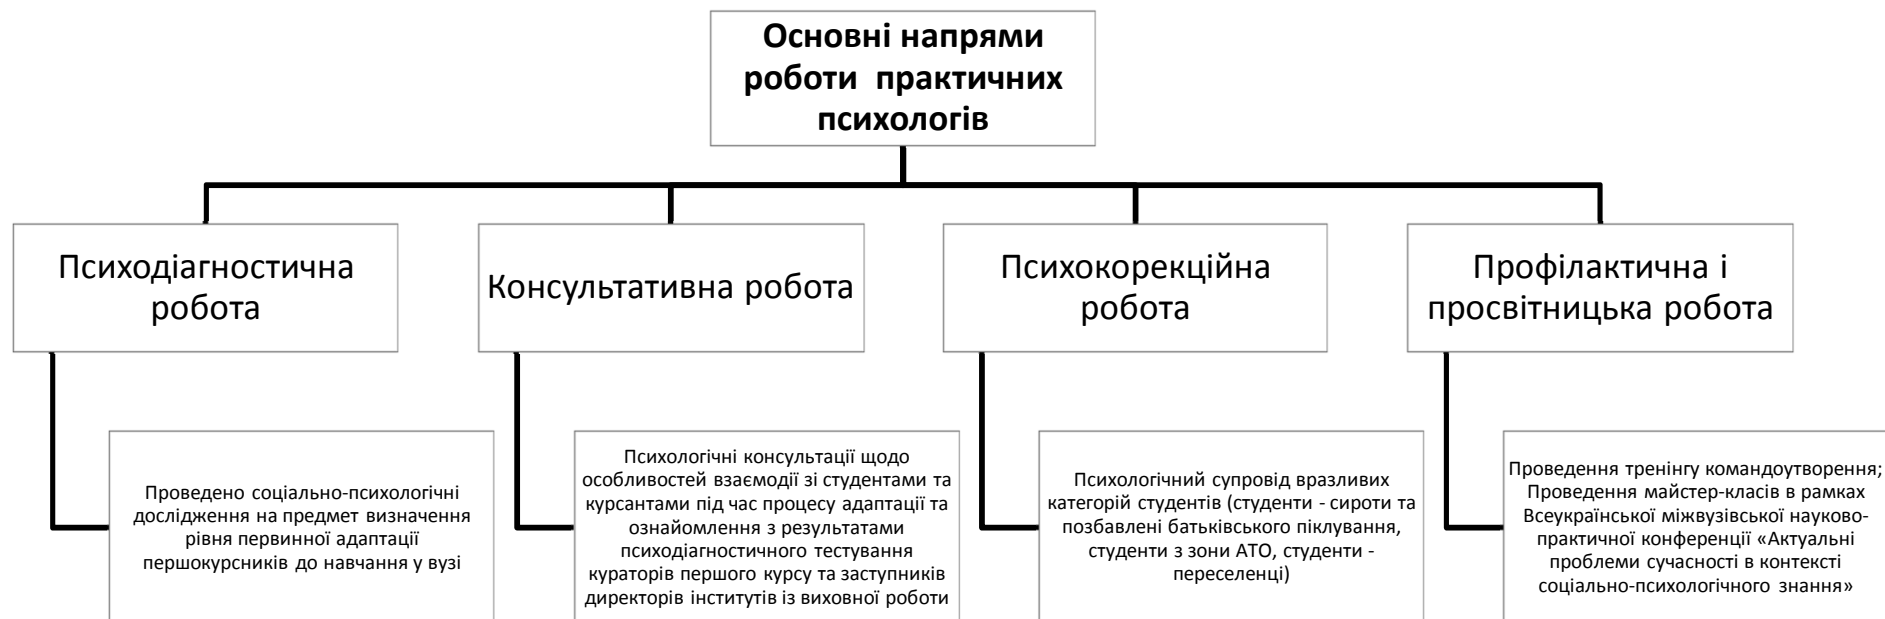 Основні напрями
роботи практичних
психологів
Психодіагностична
робота
Консультативна робота
Психокорекційна
робота
Профілактична і
просвітницька робота
Проведено соціально-психологічні
дослідження на предмет визначення
рівня первинної адаптації
першокурсників до навчання у вузі
Психологічні консультації щодо
особливостей взаємодії зі студентами та
курсантами під час процесу адаптації та
ознайомлення з результатами
психодіагностичного тестування
кураторів першого курсу та заступників
директорів інститутів із виховної роботи
Психологічний супровід вразливих
категорій студентів (студенти - сироти та
позбавлені батьківського піклування,
студенти з зони АТО, студенти -
переселенці)
Проведення тренінгу командоутворення;
Проведення майстер-класів в рамках
Всеукраїнської міжвузівської науково-
практичної конференції «Актуальні
проблеми сучасності в контексті
соціально-психологічного знання»